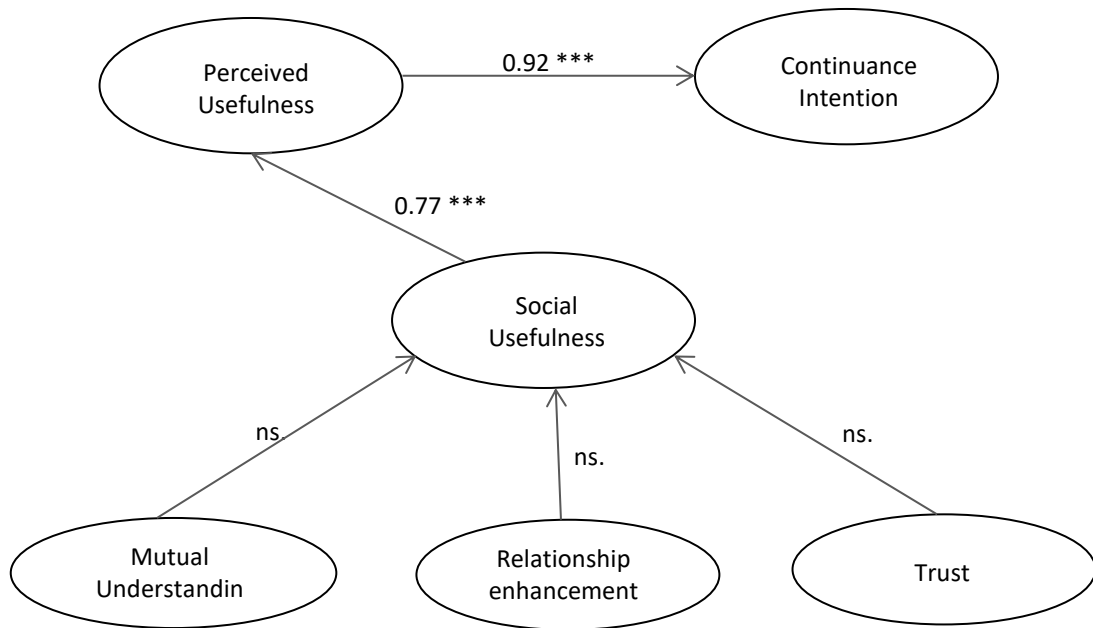 Perceived
Usefulness
0.92 ***
Continuance
Intention
0.77 ***
Social
Usefulness
ns.
ns.
ns.
Mutual
Understandin
Relationship
enhancement
Trust